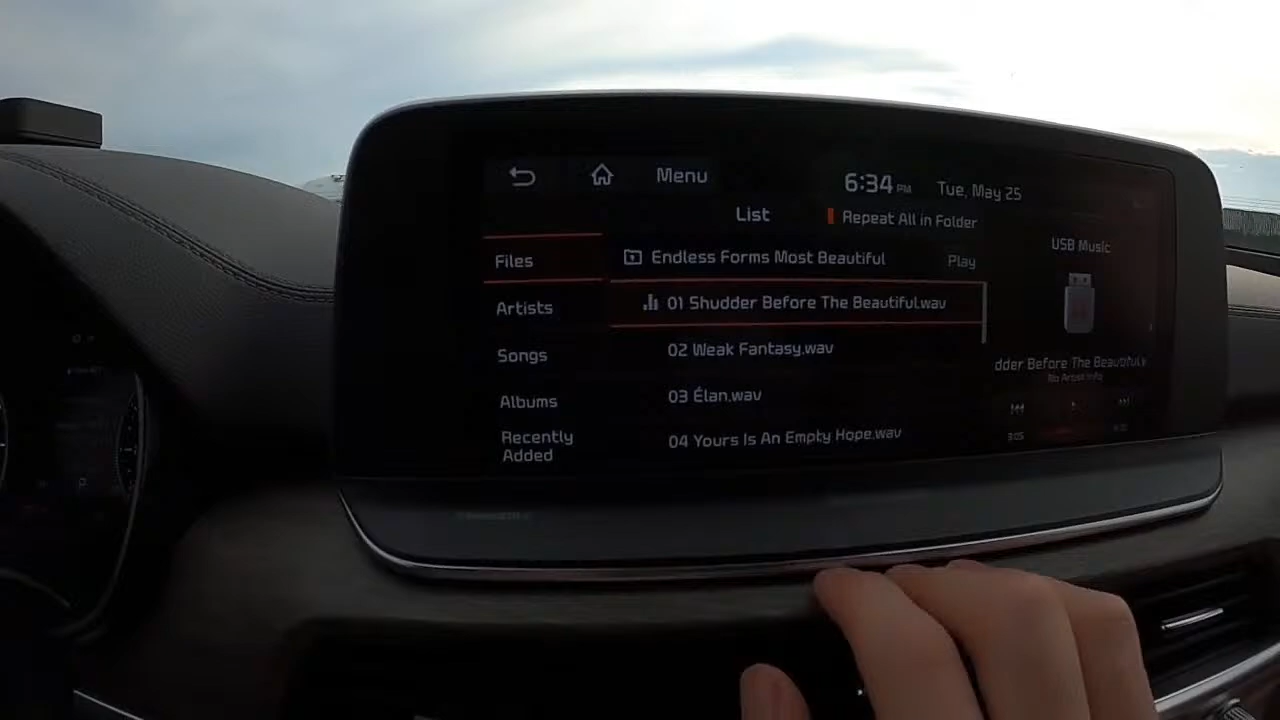 Menu
6:34 PM
Tue, May 25
List
Repeat All in Folder
Files
Endless Forms Most Beautiful
Play
USB Music
Artists
01 Shudder Before The Beautiful.wav
Songs
02 Weak Fantasy.wav
dder Before The Beautiful.v
No Artist Info
Albums
03 Élan.wav
3:05
Recently
Added
04 Yours Is An Empty Hope.wav
P